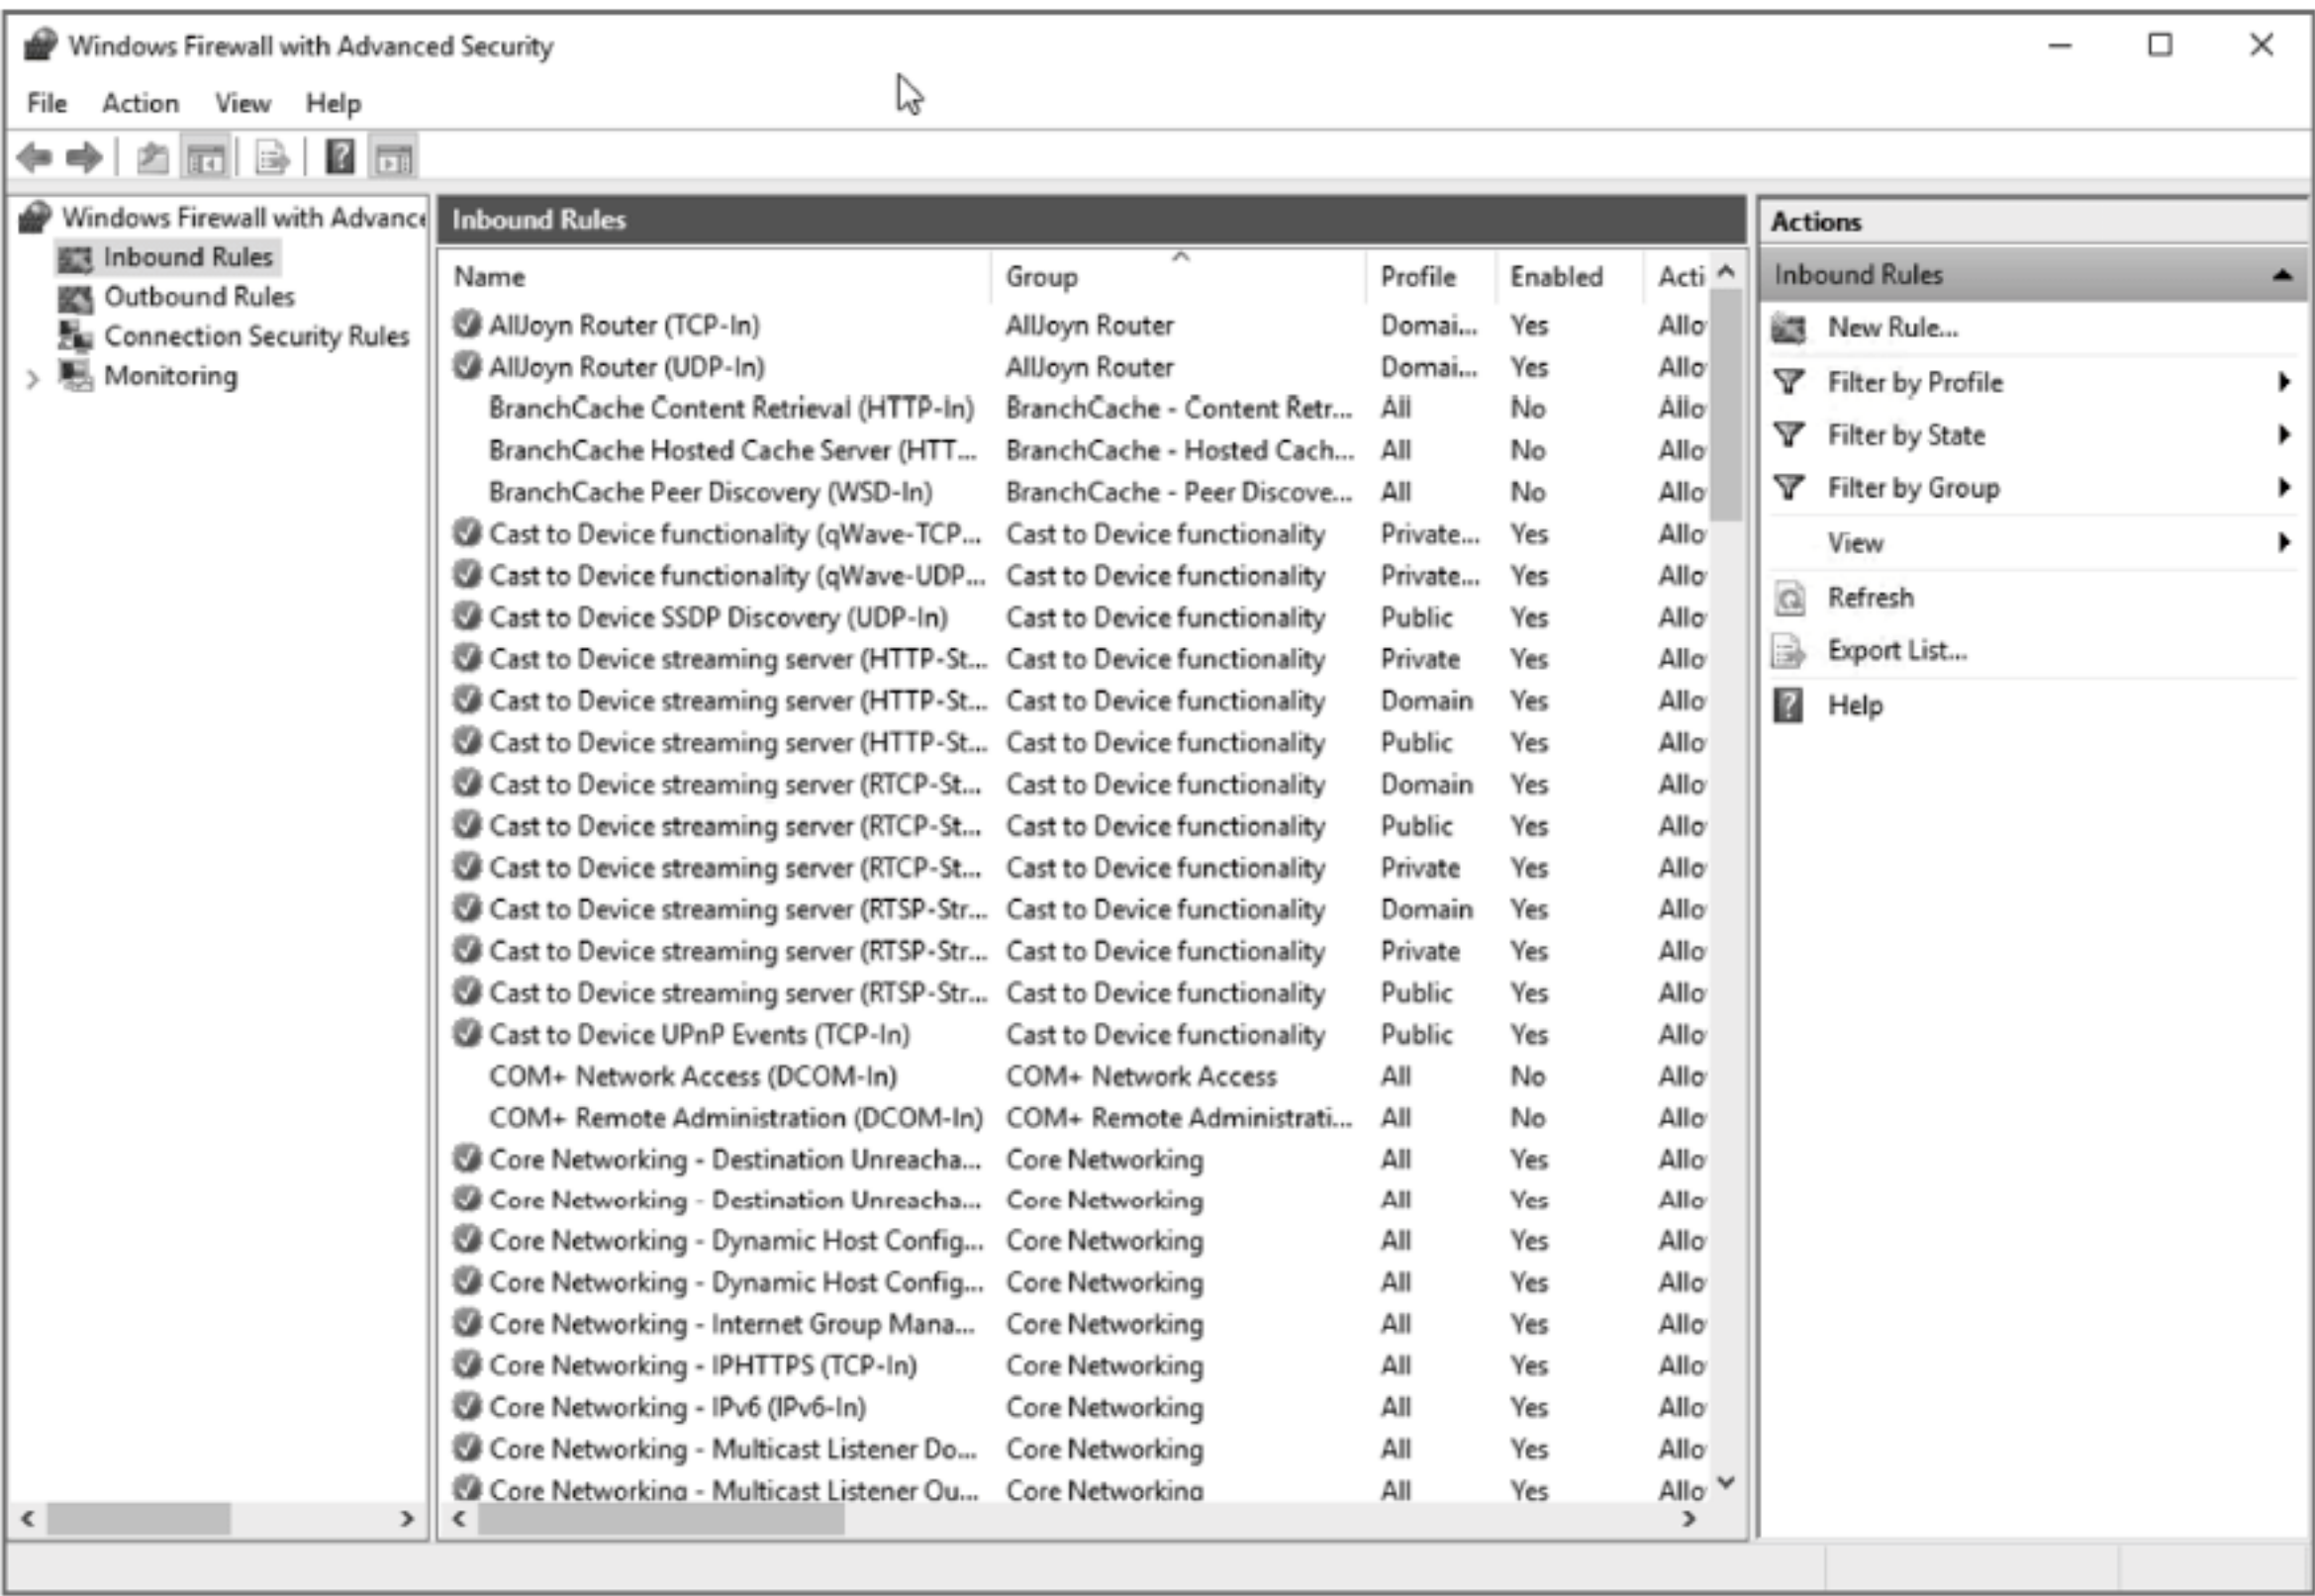 Windows Firewall with Advanced Security
File Action View Help
Windows Firewall with Advance
Inbound Rules
Outbound Rules
Connection Security Rules
Monitoring
Inbound Rules
Name Group Profile Enabled Acti
AllJoyn Router (TCP-In) AllJoyn Router Domai... Yes Allo
AllJoyn Router (UDP-In) AllJoyn Router Domai... Yes Allo
BranchCache Content Retrieval (HTTP-In) BranchCache - Content Retr... All No Allo
BranchCache Hosted Cache Server (HTT... BranchCache - Hosted Cach... All No Allo
BranchCache Peer Discovery (WSD-In) BranchCache - Peer Discove... All No Allo
Cast to Device functionality (qWave-TCP... Cast to Device functionality Private... Yes Allo
Cast to Device functionality (qWave-UDP... Cast to Device functionality Private... Yes Allo
Cast to Device SSDP Discovery (UDP-In) Cast to Device functionality Public Yes Allo
Cast to Device streaming server (HTTP-St... Cast to Device functionality Private Yes Allo
Cast to Device streaming server (HTTP-St... Cast to Device functionality Domain Yes Allo
Cast to Device streaming server (HTTP-St... Cast to Device functionality Public Yes Allo
Cast to Device streaming server (RTCP-St... Cast to Device functionality Domain Yes Allo
Cast to Device streaming server (RTCP-St... Cast to Device functionality Public Yes Allo
Cast to Device streaming server (RTCP-St... Cast to Device functionality Private Yes Allo
Cast to Device streaming server (RTSP-Str... Cast to Device functionality Domain Yes Allo
Cast to Device streaming server (RTSP-Str... Cast to Device functionality Private Yes Allo
Cast to Device streaming server (RTSP-Str... Cast to Device functionality Public Yes Allo
Cast to Device UPnP Events (TCP-In) Cast to Device functionality Public Yes Allo
COM+ Network Access (DCOM-In) COM+ Network Access All No Allo
COM+ Remote Administration (DCOM-In) COM+ Remote Administrati... All No Allo
Core Networking - Destination Unreacha... Core Networking All Yes Allo
Core Networking - Destination Unreacha... Core Networking All Yes Allo
Core Networking - Dynamic Host Config... Core Networking All Yes Allo
Core Networking - Dynamic Host Config... Core Networking All Yes Allo
Core Networking - Internet Group Mana... Core Networking All Yes Allo
Core Networking - IPHTTPS (TCP-In) Core Networking All Yes Allo
Core Networking - IPv6 (IPv6-In) Core Networking All Yes Allo
Core Networking - Multicast Listener Do... Core Networking All Yes Allo
Core Networking - Multicast Listener Qu... Core Networking All Yes Allo
Actions
Inbound Rules
New Rule...
Filter by Profile
Filter by State
Filter by Group
View
Refresh
Export List...
Help